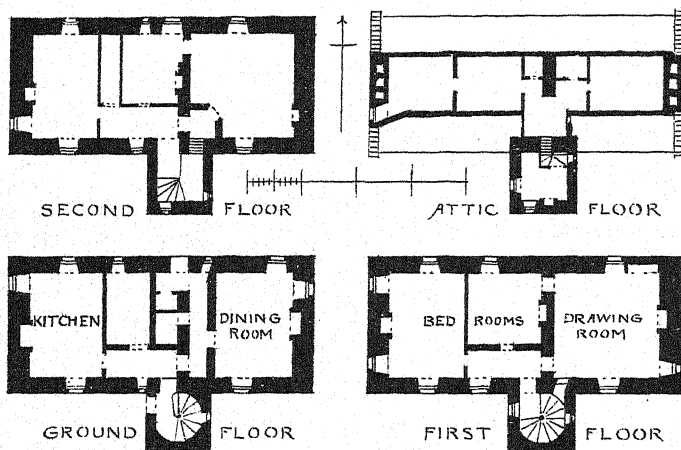 SECOND FLOOR
ATTIC FLOOR
KITCHEN
DINING
ROOM
BED ROOMS
DRAWING
ROOM
GROUND FLOOR
FIRST FLOOR